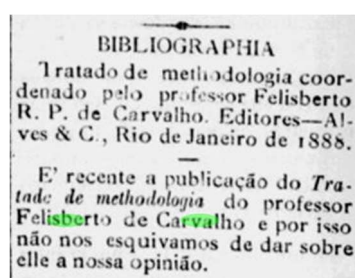 BIBLIOGRAPHIA
Tratado de methodologia coor-
denado pelo professor Felisberto
R. P. de Carvalho. Editores—Al-
ves & C., Rio de Janeiro de 1888.
E' recente a publicação do Tra-
tado de methodologia do professor
Felisberto de Carvalho e por isso
não nos esquivamos de dar sobre
elle a nossa opinião.